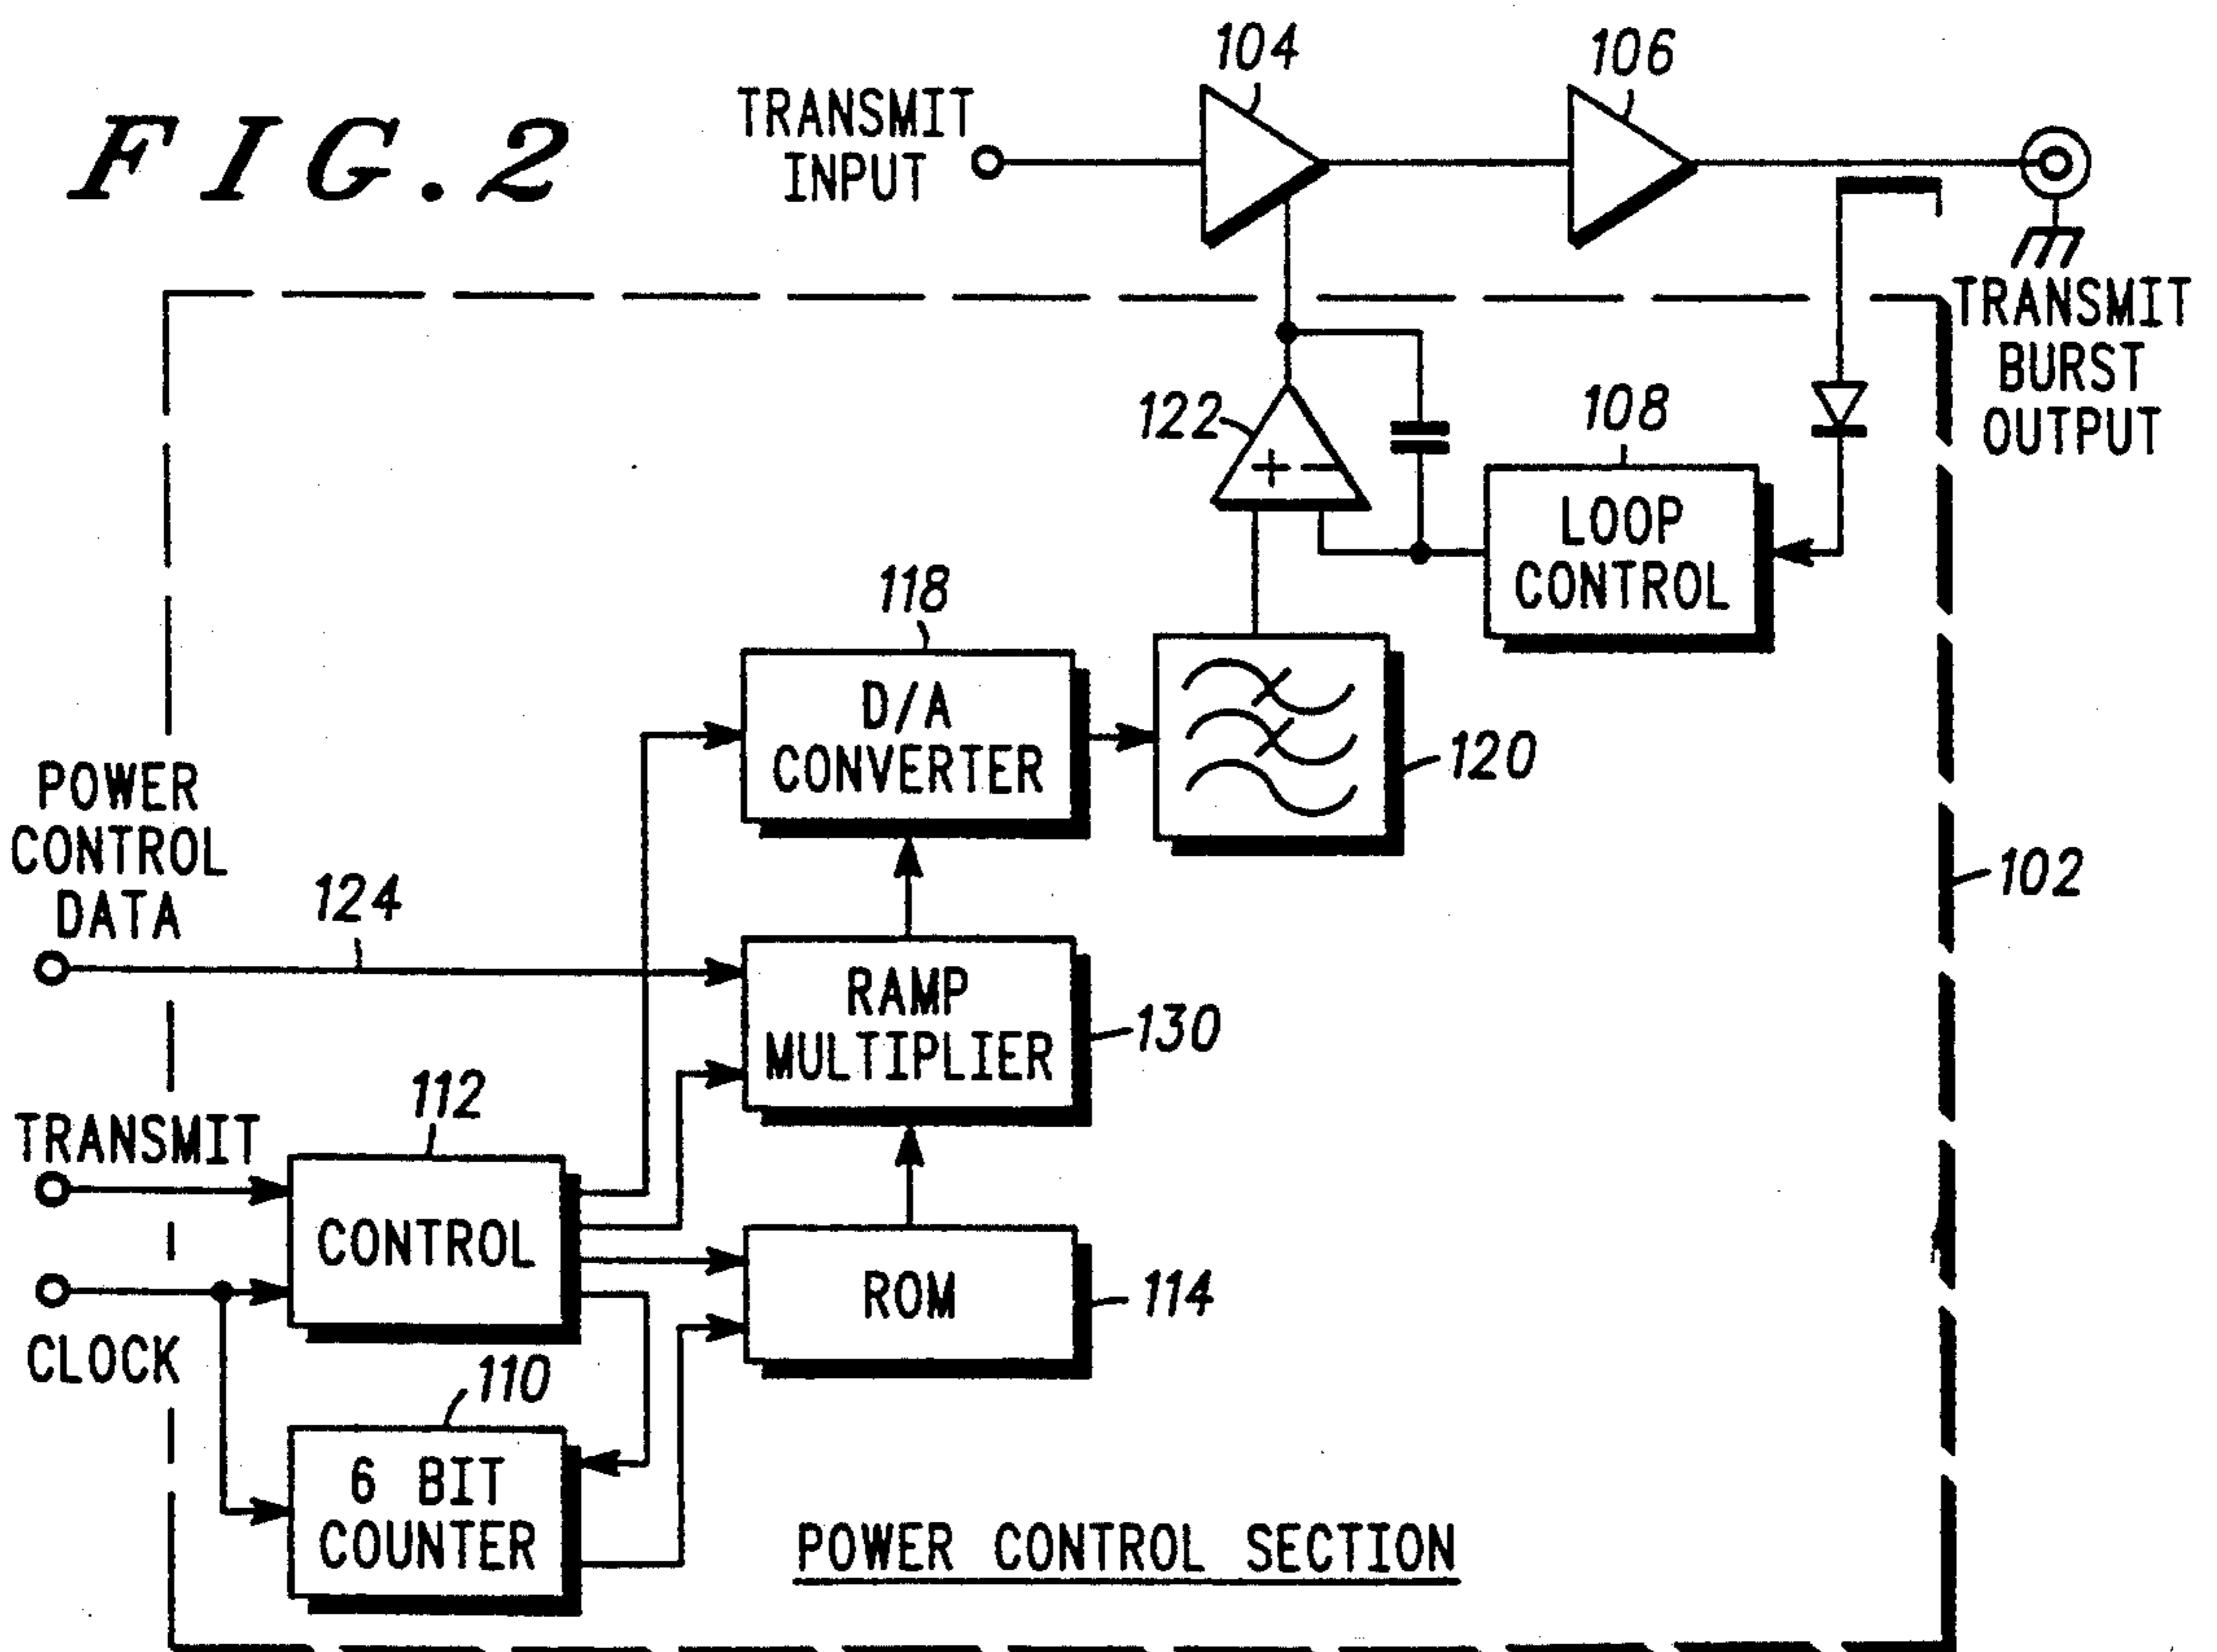 FIG.2
TRANSMIT
INPUT
104
106
TRANSMIT
BURST
OUTPUT
122
+ −
108
LOOP
CONTROL
118
D/A
CONVERTER
120
POWER
CONTROL
DATA
124
102
RAMP
MULTIPLIER
130
112
TRANSMIT
CONTROL
CLOCK
ROM
114
110
6 BIT
COUNTER
POWER CONTROL SECTION